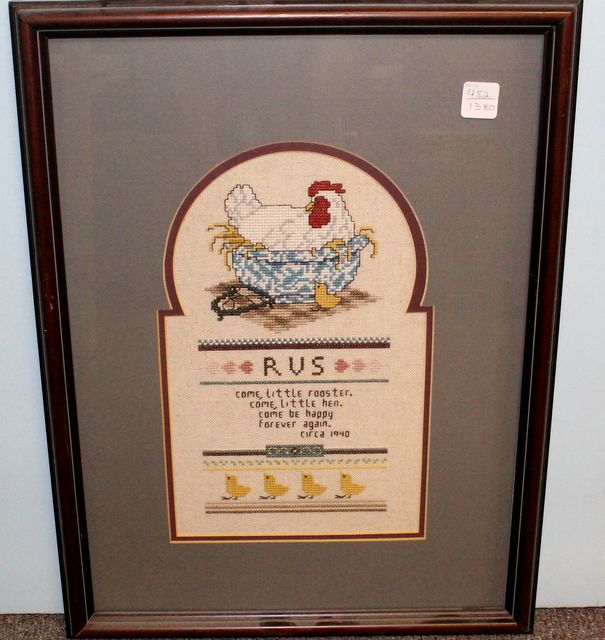 452
1380
RVS
come, little rooster.
come, little hen.
come be happy
forever again.
circa 1940